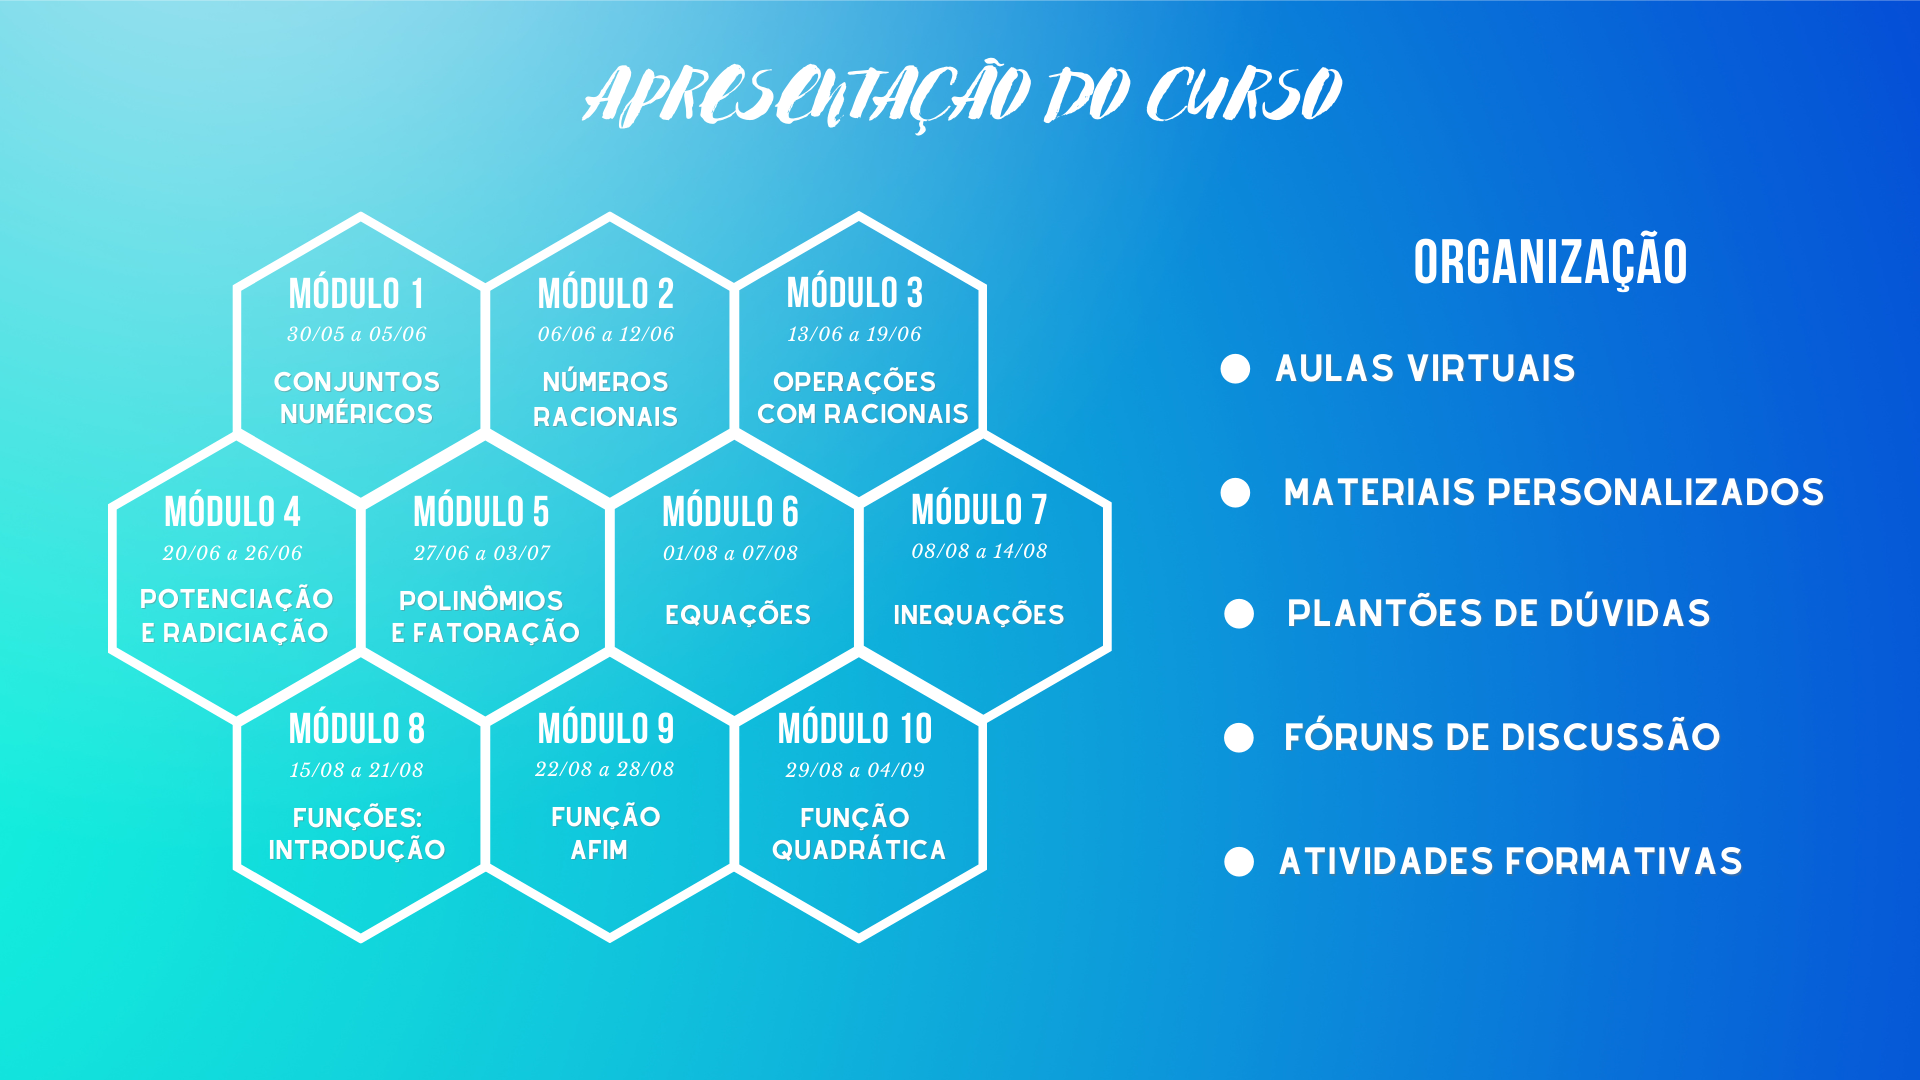 APRESENTAÇÃO DO CURSO
MÓDULO 1
30/05 a 05/06
CONJUNTOS
NUMÉRICOS
MÓDULO 2
06/06 a 12/06
NÚMEROS
RACIONAIS
MÓDULO 3
13/06 a 19/06
OPERAÇÕES
COM RACIONAIS
MÓDULO 4
20/06 a 26/06
POTENCIAÇÃO
E RADICIAÇÃO
MÓDULO 5
27/06 a 03/07
POLINÔMIOS
E FATORAÇÃO
MÓDULO 6
01/08 a 07/08
EQUAÇÕES
MÓDULO 7
08/08 a 14/08
INEQUAÇÕES
MÓDULO 8
15/08 a 21/08
FUNÇÕES:
INTRODUÇÃO
MÓDULO 9
22/08 a 28/08
FUNÇÃO
AFIM
MÓDULO 10
29/08 a 04/09
FUNÇÃO
QUADRÁTICA
ORGANIZAÇÃO
AULAS VIRTUAIS
MATERIAIS PERSONALIZADOS
PLANTÕES DE DÚVIDAS
FÓRUNS DE DISCUSSÃO
ATIVIDADES FORMATIVAS